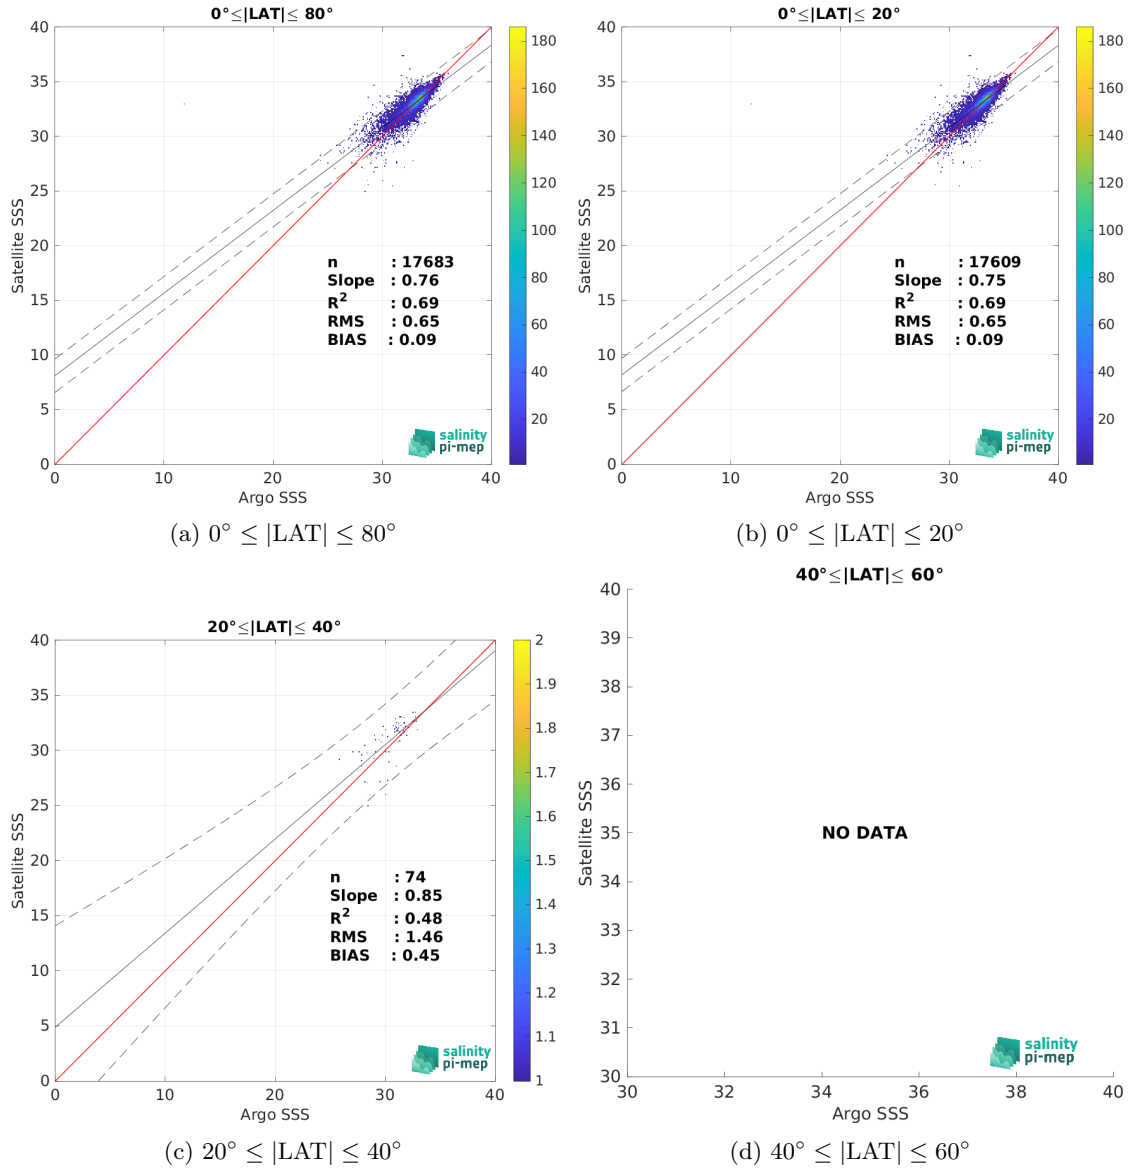 0°≤|LAT|≤ 80°
40
35
30
25
20
15
10
5
0
Satellite SSS
n : 17683
Slope : 0.76
R² : 0.69
RMS : 0.65
BIAS : 0.09
salinity
pi-mep
0 10 20 30 40
Argo SSS
180
160
140
120
100
80
60
40
20
(a) 0° ≤ |LAT| ≤ 80°
0°≤|LAT|≤ 20°
40
35
30
25
20
15
10
5
0
Satellite SSS
n : 17609
Slope : 0.75
R² : 0.69
RMS : 0.65
BIAS : 0.09
salinity
pi-mep
0 10 20 30 40
Argo SSS
180
160
140
120
100
80
60
40
20
(b) 0° ≤ |LAT| ≤ 20°
20°≤|LAT|≤ 40°
40
35
30
25
20
15
10
5
0
Satellite SSS
n : 74
Slope : 0.85
R² : 0.48
RMS : 1.46
BIAS : 0.45
salinity
pi-mep
0 10 20 30 40
Argo SSS
2
1.9
1.8
1.7
1.6
1.5
1.4
1.3
1.2
1.1
1
(c) 20° ≤ |LAT| ≤ 40°
40°≤|LAT|≤ 60°
40
39
38
37
36
35
34
33
32
31
30
Satellite SSS
NO DATA
salinity
pi-mep
30 32 34 36 38 40
Argo SSS
(d) 40° ≤ |LAT| ≤ 60°